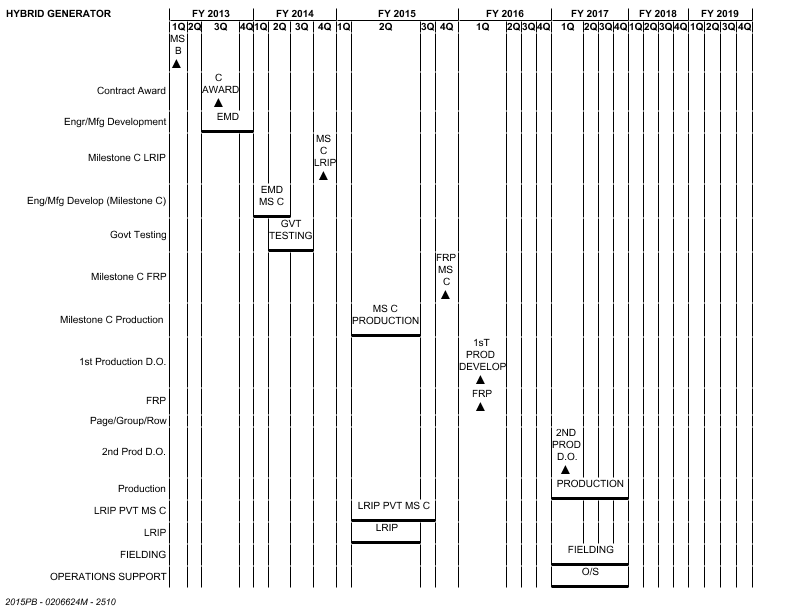 HYBRID GENERATOR
FY 2013 FY 2014 FY 2015 FY 2016 FY 2017 FY 2018 FY 2019
1Q 2Q 3Q 4Q 1Q 2Q 3Q 4Q 1Q 2Q 3Q 4Q 1Q 2Q 3Q 4Q 1Q 2Q 3Q 4Q 1Q 2Q 3Q 4Q 1Q 2Q 3Q 4Q
MS
B
▲
C
Contract Award AWARD
▲
Engr/Mfg Development EMD
MS
C
Milestone C LRIP LRIP
▲
EMD
Eng/Mfg Develop (Milestone C) MS C
GVT
Govt Testing TESTING
FRP
MS
Milestone C FRP C
▲
MS C
Milestone C Production PRODUCTION
1sT
PROD
1st Production D.O. DEVELOP
▲
FRP FRP
▲
Page/Group/Row
2ND
PROD
2nd Prod D.O. D.O.
▲
Production PRODUCTION
LRIP PVT MS C LRIP PVT MS C
LRIP LRIP
FIELDING FIELDING
OPERATIONS SUPPORT O/S
2015PB - 0206624M - 2510